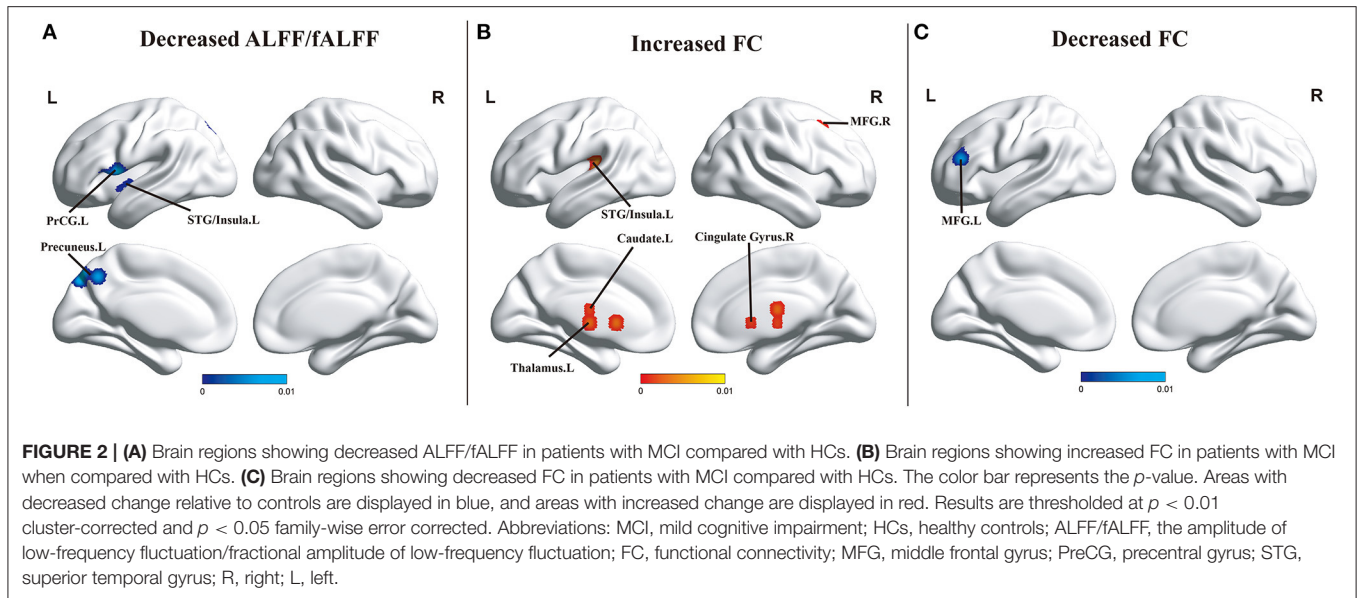 A
Decreased ALFF/fALFF
L
R
PrCG.L
STG/Insula.L
Precuneus.L
0
0.01
B
Increased FC
L
R
MFG.R
STG/Insula.L
Caudate.L
Cingulate Gyrus.R
Thalamus.L
0
0.01
C
Decreased FC
L
R
MFG.L
0
0.01
FIGURE 2 | (A) Brain regions showing decreased ALFF/fALFF in patients with MCI compared with HCs. (B) Brain regions showing increased FC in patients with MCI
when compared with HCs. (C) Brain regions showing decreased FC in patients with MCI compared with HCs. The color bar represents the p-value. Areas with
decreased change relative to controls are displayed in blue, and areas with increased change are displayed in red. Results are thresholded at p < 0.01
cluster-corrected and p < 0.05 family-wise error corrected. Abbreviations: MCI, mild cognitive impairment; HCs, healthy controls; ALFF/fALFF, the amplitude of
low-frequency fluctuation/fractional amplitude of low-frequency fluctuation; FC, functional connectivity; MFG, middle frontal gyrus; PreCG, precentral gyrus; STG,
superior temporal gyrus; R, right; L, left.